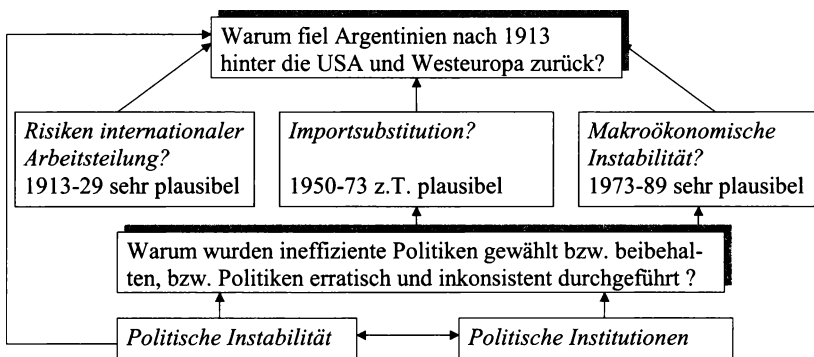 Warum fiel Argentinien nach 1913
hinter die USA und Westeuropa zurück?
Risiken internationaler
Arbeitsteilung?
1913-29 sehr plausibel
Importsubstitution?
1950-73 z.T. plausibel
Makroökonomische
Instabilität?
1973-89 sehr plausibel
Warum wurden ineffiziente Politiken gewählt bzw. beibehal-
ten, bzw. Politiken erratisch und inkonsistent durchgeführt ?
Politische Instabilität
Politische Institutionen